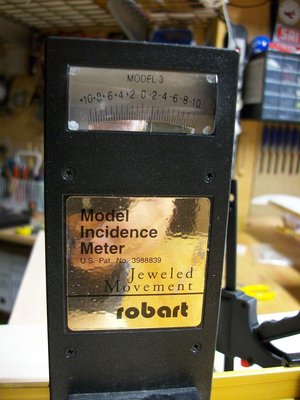 MODEL 3
+10+8+6+4+2 0 -2-4-6-8-10
Model
Incidence
Meter
U.S. Pat. No. 3988839
Jeweled
Movement
robart